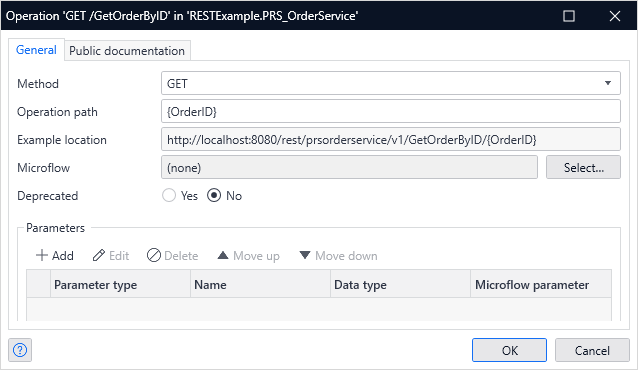 Operation 'GET /GetOrderByID' in 'RESTExample.PRS_OrderService'
General Public documentation
Method GET
Operation path {OrderID}
Example location http://localhost:8080/rest/prsorderservice/v1/GetOrderByID/{OrderID}
Microflow (none) Select...
Deprecated Yes No
Parameters
Add Edit Delete Move up Move down
Parameter type Name Data type Microflow parameter
? OK Cancel